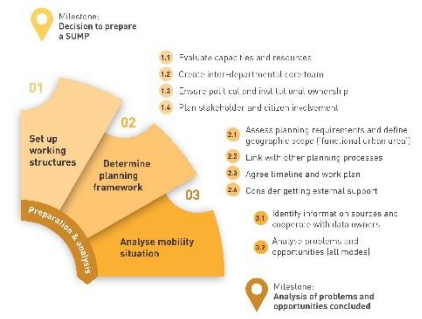 Milestone:
Decision to prepare
a SUMP
01
Set up
working
structures
1.1 Evaluate capacities and resources
1.2 Create inter-departmental core team
1.3 Ensure political and institutional ownership
1.4 Plan stakeholder and citizen involvement
02
Determine
planning
framework
2.1 Assess planning requirements and define
geographic scope ('functional urban area')
2.2 Link with other planning processes
2.3 Agree timeline and work plan
2.4 Consider getting external support
03
Analyse mobility
situation
3.1 Identify information sources and
cooperate with data owners
3.2 Analyse problems and
opportunities (all modes)
Preparation & analysis
Milestone:
Analysis of problems and
opportunities concluded